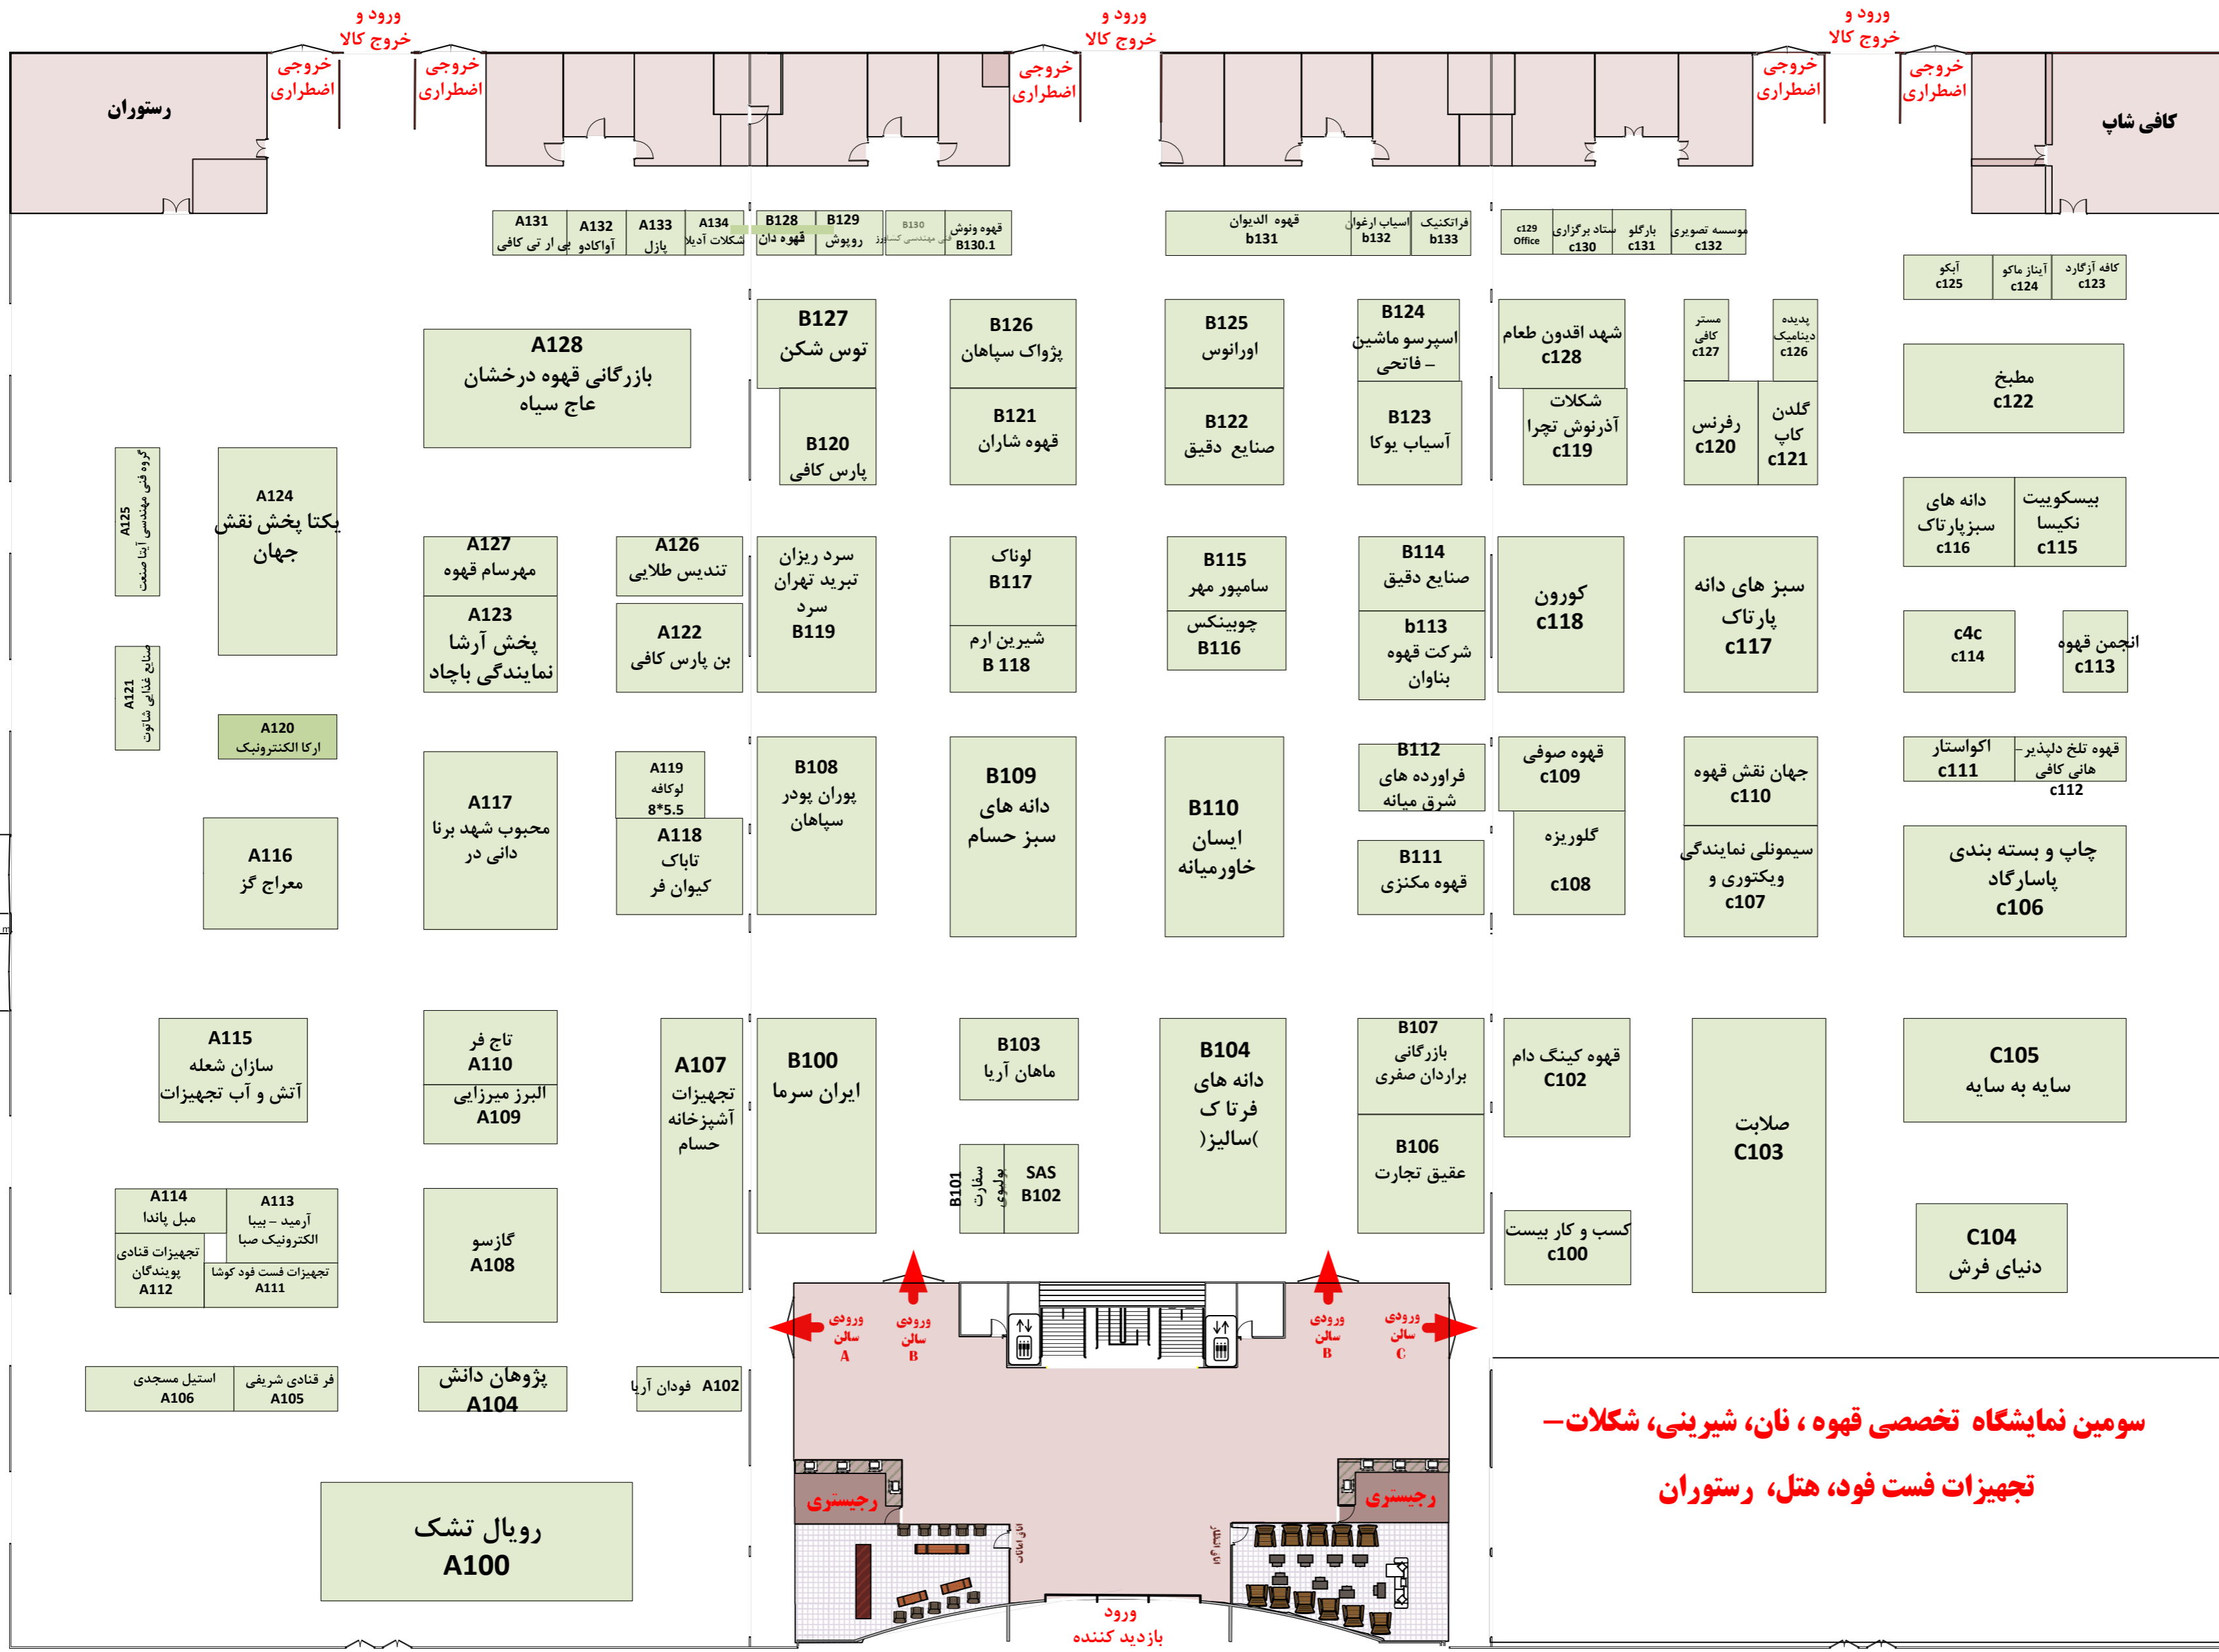 ورود و
خروج کالا
ورود و
خروج کالا
ورود و
خروج کالا
خروجی
اضطراری
خروجی
اضطراری
خروجی
اضطراری
خروجی
اضطراری
خروجی
اضطراری
رستوران
کافی شاپ
A131
بی ار تی کافی
A132
آواکادو
A133
پازل
A134
شکلات آدیلا
B128
قهوه دان
B129
روپوش
B130
فنی مهندسی کشاورز
قهوه ونوش
B130.1
قهوه الدیوان
b131
اسیاب ارغوان
b132
فراتکنیک
b133
c129
Office
ستاد برگزاری
c130
بارگلو
c131
موسسه تصویری
c132
آبکو
c125
آیناز ماکو
c124
کافه آزگارد
c123
A128
بازرگانی قهوه درخشان
عاج سیاه
B127
توس شکن
B126
پژواک سپاهان
B125
اورانوس
B124
اسپرسو ماشین
– فاتحی
شهد اقدون طعام
c128
مستر
کافی
c127
پدیده
دینامیک
c126
مطبخ
c122
B120
پارس کافی
B121
قهوه شاران
B122
صنایع دقیق
B123
آسیاب یوکا
شکلات
آذرنوش تچرا
c119
رفرنس
c120
گلدن
کاپ
c121
A125
گروه فنی مهندسی آیتا صنعت
A124
یکتا پخش نقش
جهان
دانه های
سبزپارتاک
c116
بیسکوییت
نکیسا
c115
A127
مهرسام قهوه
A126
تندیس طلایی
سرد ریزان
تبرید تهران
سرد
B119
لوناک
B117
B115
سامپور مهر
B114
صنایع دقیق
کورون
c118
سبز های دانه
پارتاک
c117
A123
پخش آرشا
نمایندگی باچاد
A122
بن پارس کافی
شیرین ارم
B 118
چوبینکس
B116
b113
شرکت قهوه
بناوان
c4c
c114
انجمن قهوه
c113
A121
صنایع غذایی شاتوت
A120
ارکا الکترونیک
A119
لوکافه
8*5.5
A117
محبوب شهد برنا
دانی در
A118
تاباک
کیوان فر
B108
پوران پودر
سپاهان
B109
دانه های
سبز حسام
B110
ایسان
خاورمیانه
B112
فراورده های
شرق میانه
قهوه صوفی
c109
جهان نقش قهوه
c110
اکواستار
c111
قهوه تلخ دلپذیر–
هانی کافی
c112
A116
معراج گز
B111
قهوه مکنزی
گلوریزه
c108
سیمونلی نمایندگی
ویکتوری و
c107
چاپ و بسته بندی
پاسارگاد
c106
m
A115
سازان شعله
آتش و آب تجهیزات
تاج فر
A110
البرز میرزایی
A109
A107
تجهیزات
آشپزخانه
حسام
B100
ایران سرما
B103
ماهان آریا
B104
دانه های
فرتا ک
)سالیز(
B107
بازرگانی
براردان صفری
قهوه کینگ دام
C102
صلابت
C103
C105
سایه به سایه
B101
سفارت
بولیوی
SAS
B102
B106
عقیق تجارت
A114
مبل پاندا
A113
آرمید – بیبا
الکترونیک صبا
تجهیزات قنادی
پویندگان
A112
تجهیزات فست فود کوشا
A111
گازسو
A108
کسب و کار بیست
c100
C104
دنیای فرش
ورودی
سالن
A
ورودی
سالن
B
ورودی
سالن
B
ورودی
سالن
C
استیل مسجدی
A106
فر قنادی شریفی
A105
پژوهان دانش
A104
A102 فودان آریا
سومین نمایشگاه تخصصی قهوه ، نان، شیرینی، شکلات–
تجهیزات فست فود، هتل، رستوران
رجیستری
رجیستری
اتاق امانات
اتاق انتظار
رویال تشک
A100
ورود
بازدید کننده